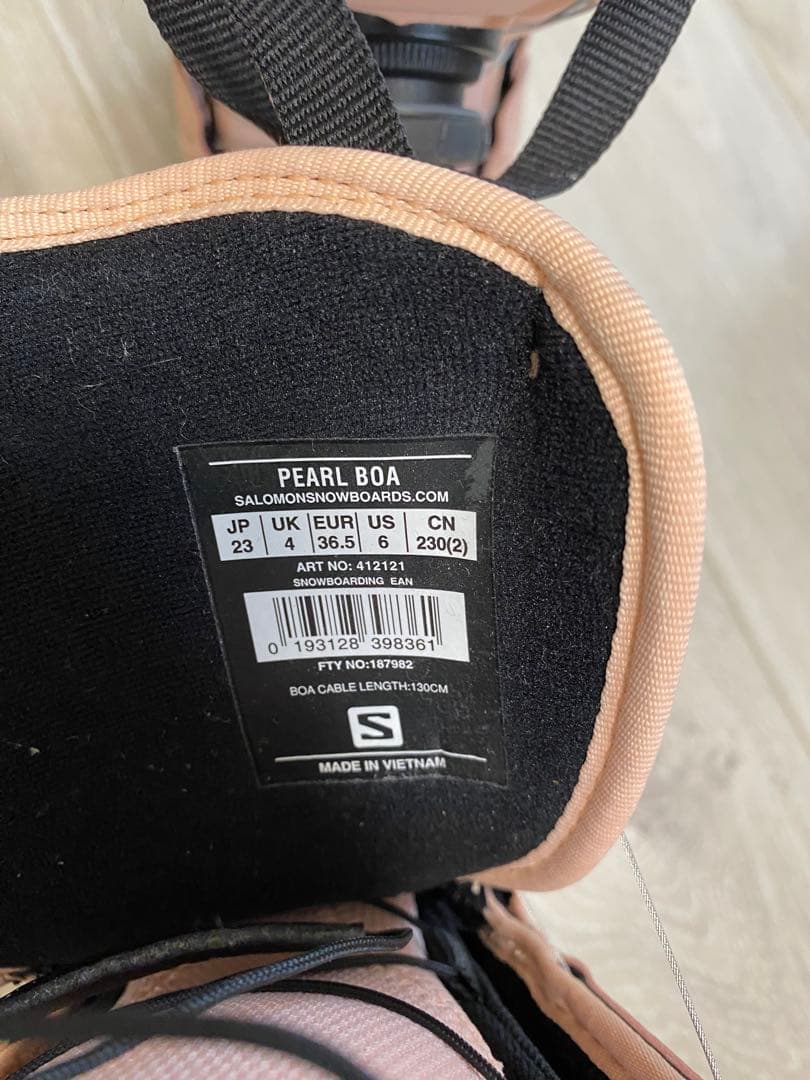 PEARL BOA
SALOMONSNOWBOARDS.COM
JP UK EUR US CN
23 4 36.5 6 230(2)
ART NO: 412121
SNOWBOARDING EAN
0 193128 398361
FTY NO:187982
BOA CABLE LENGTH:130CM
S
MADE IN VIETNAM